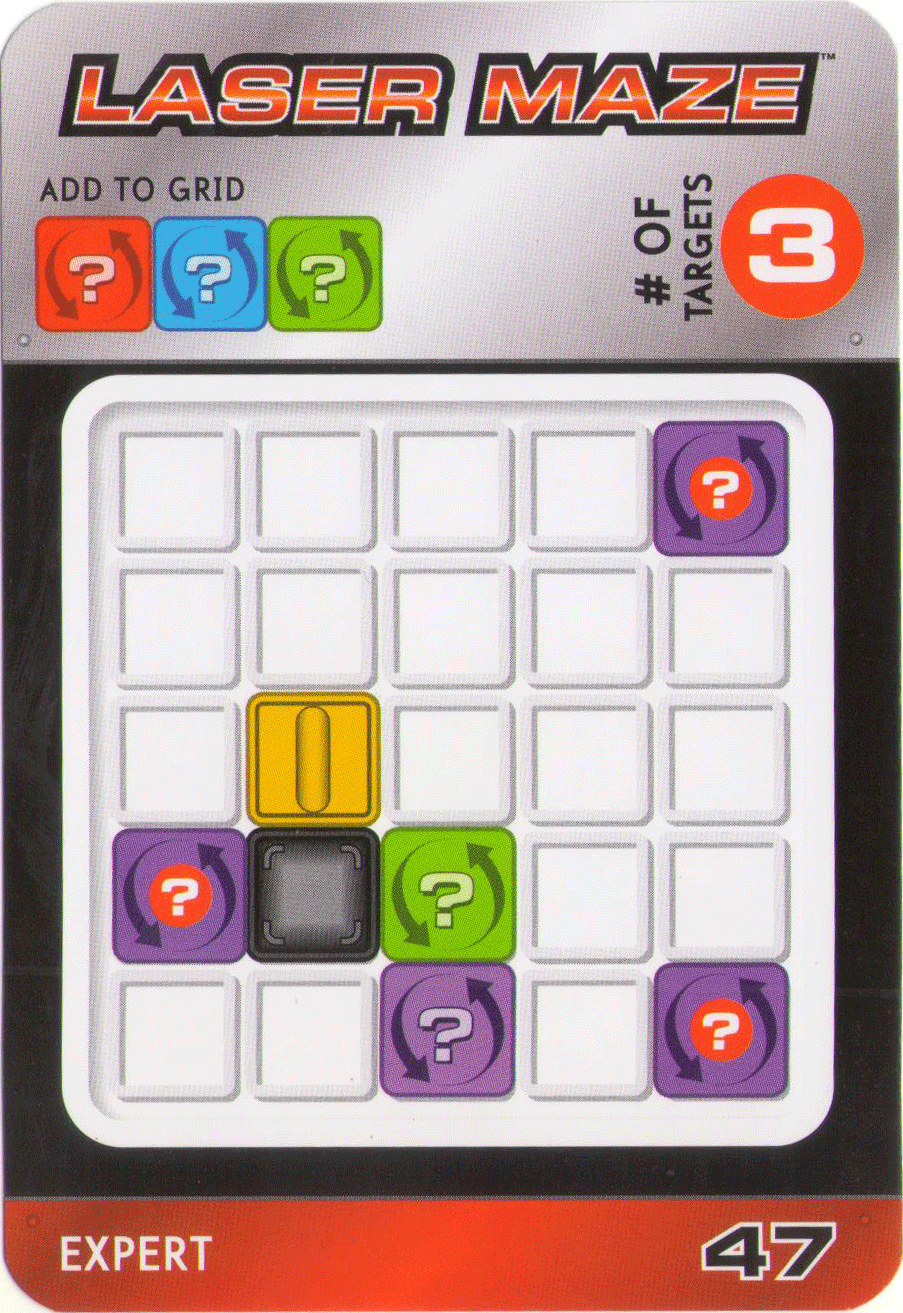 LASER MAZE™
ADD TO GRID
? ? ?
# OF
TARGETS
3
?
?
?
?
?
EXPERT
47